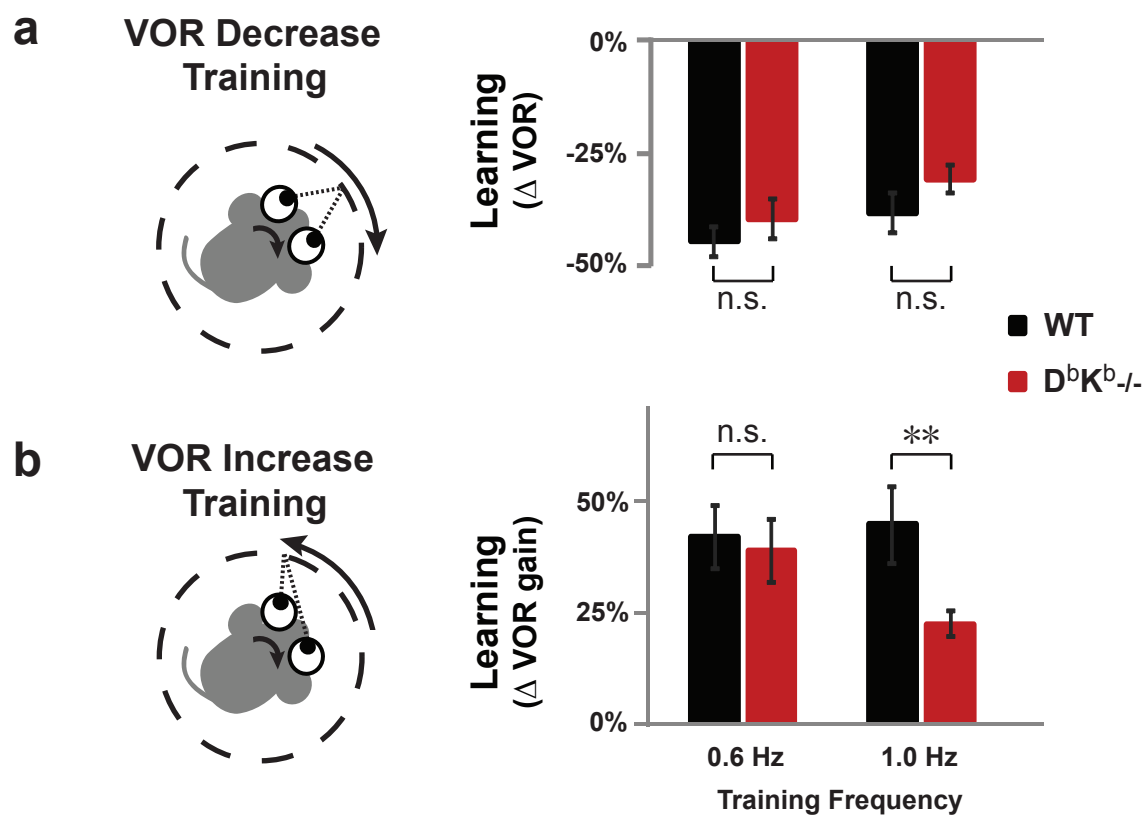 a
VOR Decrease
Training
Learning
(Δ VOR)
0%
-25%
-50%
n.s.
n.s.
WT
DᵇKᵇ-/-
b
VOR Increase
Training
Learning
(Δ VOR gain)
n.s.
**
50%
25%
0%
0.6 Hz
1.0 Hz
Training Frequency